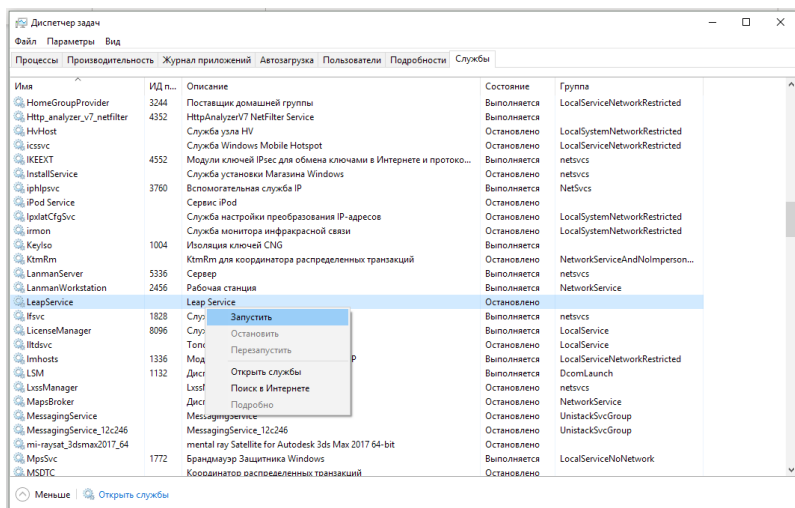 Диспетчер задач
Файл Параметры Вид
Процессы Производительность Журнал приложений Автозагрузка Пользователи Подробности Службы
Имя ИД п... Описание Состояние Группа
HomeGroupProvider 3244 Поставщик домашней группы Выполняется LocalServiceNetworkRestricted
Http_analyzer_v7_netfilter 4352 HttpAnalyzerV7 NetFilter Service Выполняется
HvHost Служба узла HV Остановлено LocalSystemNetworkRestricted
icssvc Служба Windows Mobile Hotspot Остановлено LocalServiceNetworkRestricted
IKEEXT 4552 Модули ключей IPsec для обмена ключами в Интернете и протоко... Выполняется netsvcs
InstallService Служба установки Магазина Windows Остановлено netsvcs
iphlpsvc 3760 Вспомогательная служба IP Выполняется NetSvcs
iPod Service Сервис iPod Остановлено
IpxlatCfgSvc Служба настройки преобразования IP-адресов Остановлено LocalSystemNetworkRestricted
irmon Служба монитора инфракрасной связи Остановлено LocalSystemNetworkRestricted
KeyIso 1004 Изоляция ключей CNG Выполняется
KtmRm KtmRm для координатора распределенных транзакций Остановлено NetworkServiceAndNoImperson...
LanmanServer 5336 Сервер Выполняется netsvcs
LanmanWorkstation 2456 Рабочая станция Выполняется NetworkService
LeapService Leap Service Остановлено
lfsvc 1828 Слу Запустить Выполняется netsvcs
LicenseManager 8096 Слу Остановить Выполняется LocalService
lltdsvc Топо Перезапустить Остановлено LocalService
lmhosts 1336 Мод Р Выполняется LocalServiceNetworkRestricted
LSM 1132 Дисп Открыть службы Выполняется DcomLaunch
LxssManager Lxss Поиск в Интернете Остановлено netsvcs
MapsBroker Дисп Подробно Остановлено NetworkService
MessagingService MessagingService Остановлено UnistackSvcGroup
MessagingService_12c246 MessagingService_12c246 Остановлено UnistackSvcGroup
mi-raysat_3dsmax2017_64 mental ray Satellite for Autodesk 3ds Max 2017 64-bit Остановлено
MpsSvc 1772 Брандмауэр Защитника Windows Выполняется LocalServiceNoNetwork
MSDTC Координатор распределенных транзакций Остановлено
Меньше Открыть службы